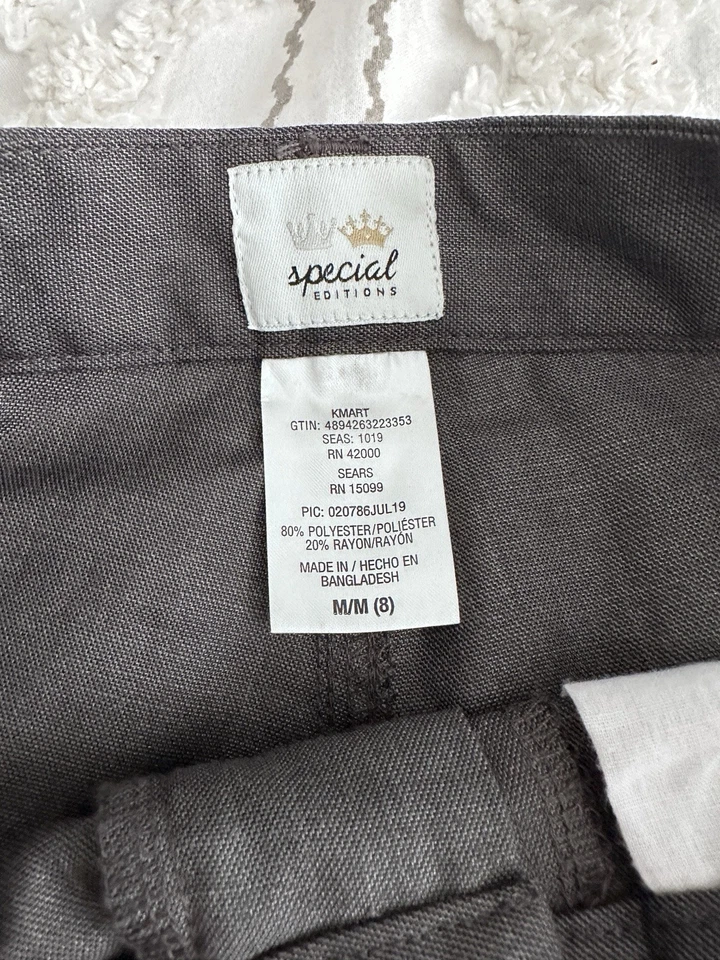 special
EDITIONS
KMART
GTIN: 4894263223353
SEAS: 1019
RN 42000
SEARS
RN 15099
PIC: 020786JUL19
80% POLYESTER/POLIÉSTER
20% RAYON/RAYÓN
MADE IN / HECHO EN
BANGLADESH
M/M (8)